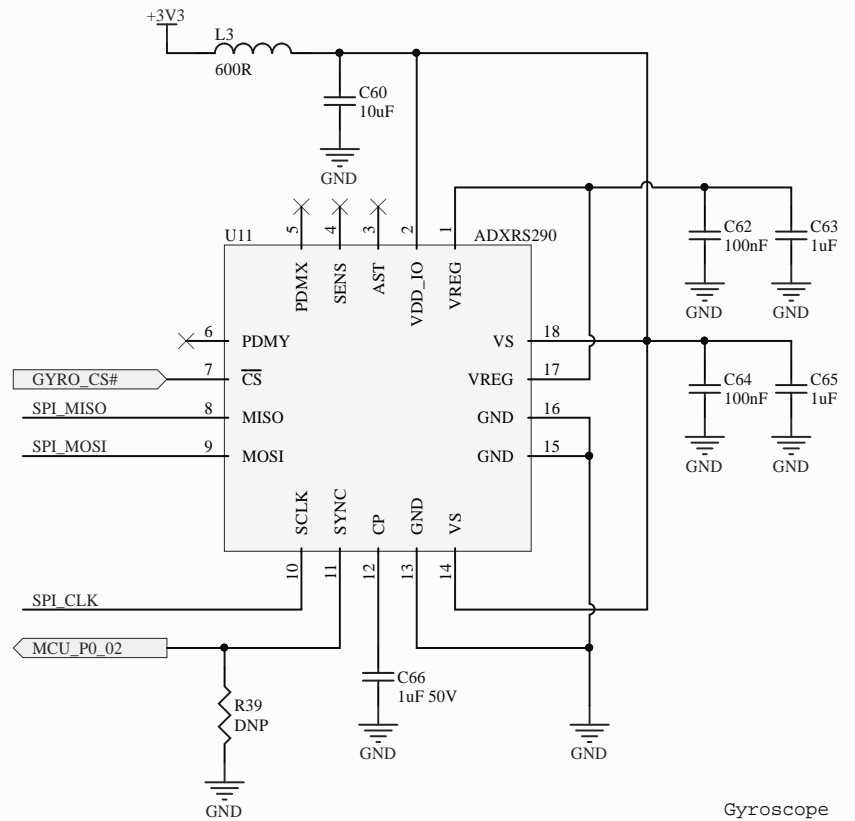 +3V3
L3
600R
C60
10uF
GND
U11
ADXRS290
5
4
3
2
1
PDMX
SENS
AST
VDD_IO
VREG
C62
100nF
C63
1uF
GND
GND
6
PDMY
VS
18
GYRO_CS#
7
CS
VREG
17
C64
100nF
C65
1uF
SPI_MISO
8
MISO
GND
16
SPI_MOSI
9
MOSI
GND
15
GND
GND
SCLK
SYNC
CP
GND
VS
10
11
12
13
14
SPI_CLK
MCU_P0_02
C66
1uF 50V
R39
DNP
GND
GND
GND
Gyroscope